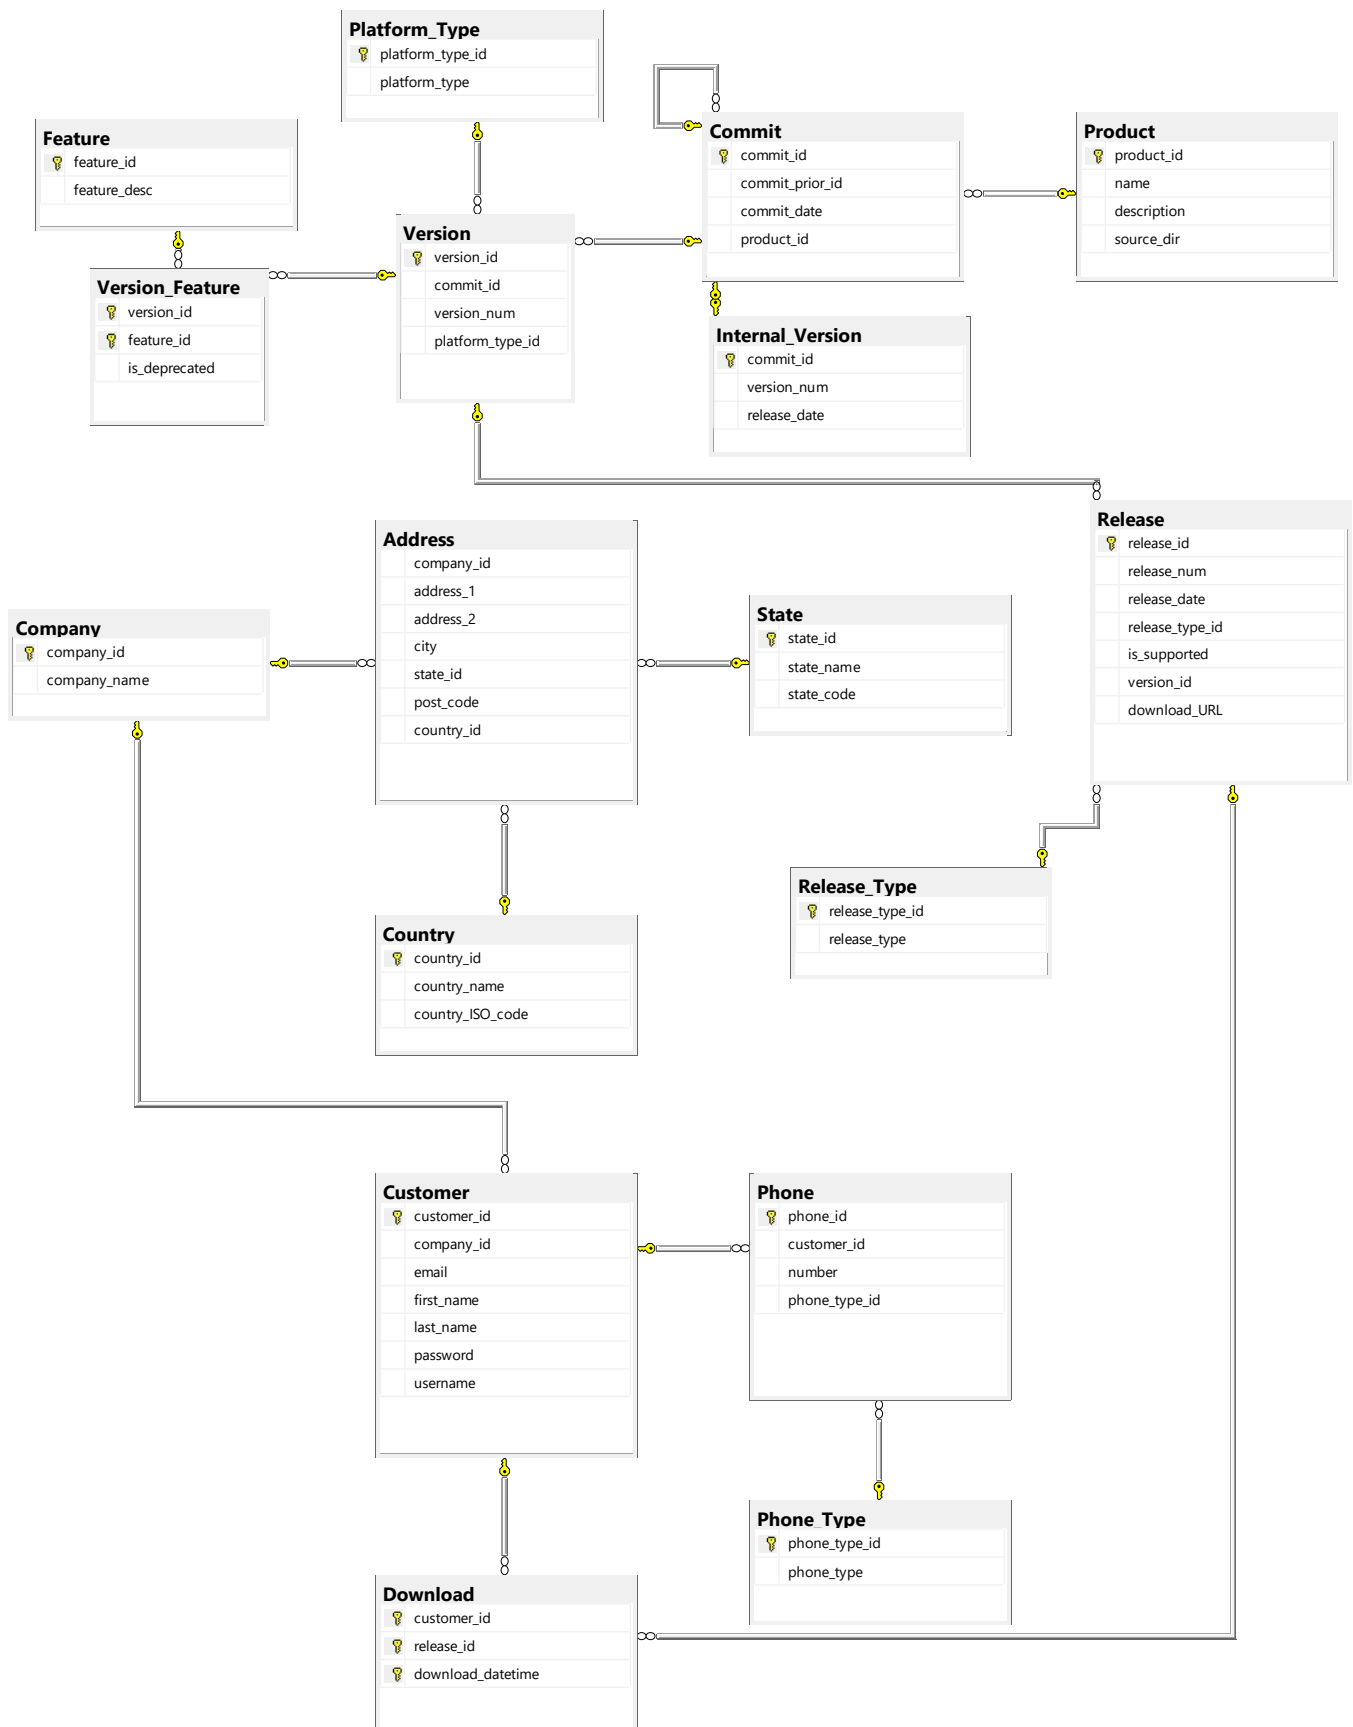 Platform_Type
platform_type_id
platform_type
Feature
feature_id
feature_desc
Commit
commit_id
commit_prior_id
commit_date
product_id
Product
product_id
name
description
source_dir
Version
version_id
commit_id
version_num
platform_type_id
Version_Feature
version_id
feature_id
is_deprecated
Internal_Version
commit_id
version_num
release_date
Release
release_id
release_num
release_date
release_type_id
is_supported
version_id
download_URL
Address
company_id
address_1
address_2
city
state_id
post_code
country_id
Company
company_id
company_name
State
state_id
state_name
state_code
Release_Type
release_type_id
release_type
Country
country_id
country_name
country_ISO_code
Customer
customer_id
company_id
email
first_name
last_name
password
username
Phone
phone_id
customer_id
number
phone_type_id
Phone_Type
phone_type_id
phone_type
Download
customer_id
release_id
download_datetime